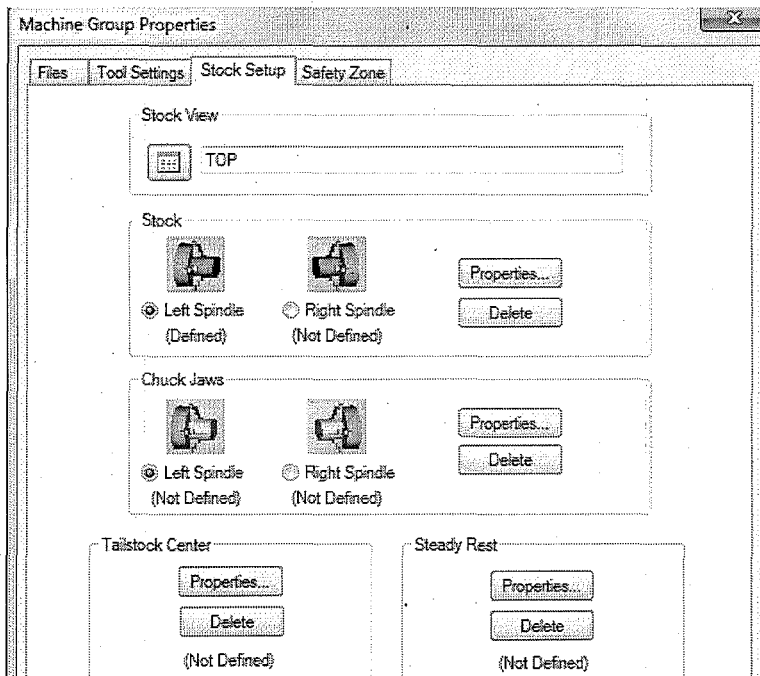 Machine Group Properties
Files Tool Settings Stock Setup Safety Zone
Stock View
TOP
Stock
Left Spindle Right Spindle
(Defined) (Not Defined)
Properties...
Delete
Chuck Jaws
Left Spindle Right Spindle
(Not Defined) (Not Defined)
Properties...
Delete
Tailstock Center
Properties...
Delete
(Not Defined)
Steady Rest
Properties...
Delete
(Not Defined)